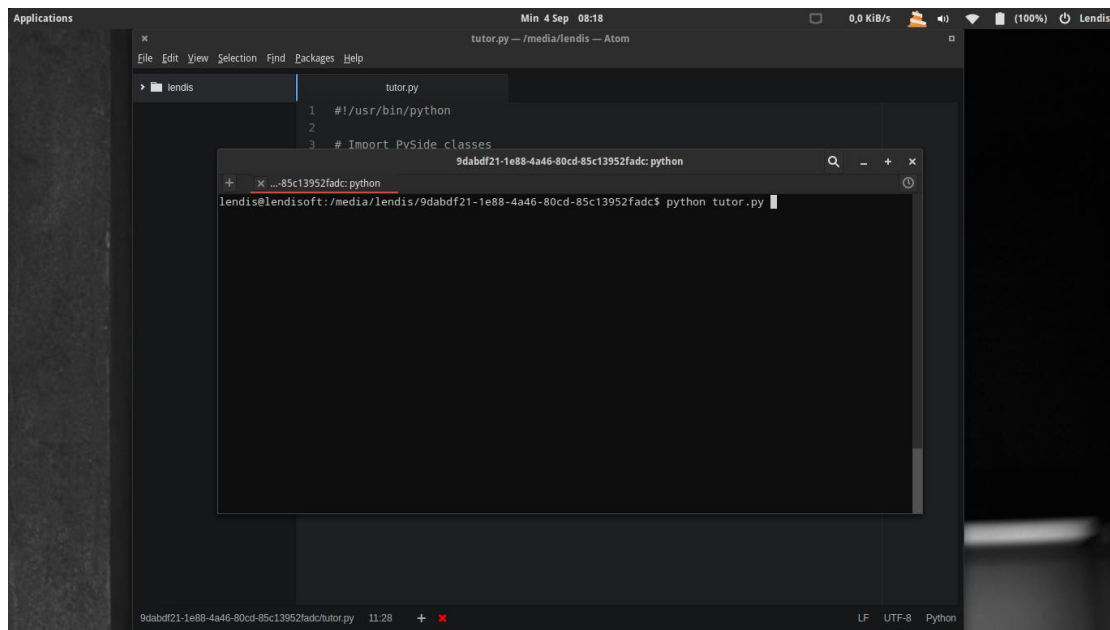 Applications Min 4 Sep 08:18 0,0 KiB/s (100%) Lendis
tutor.py — /media/lendis — Atom
File Edit View Selection Find Packages Help
lendis tutor.py
1 #!/usr/bin/python
2
3 # Import PySide classes
9dabdf21-1e88-4a46-80cd-85c13952fadc: python
...-85c13952fadc: python
lendis@lendisoft:/media/lendis/9dabdf21-1e88-4a46-80cd-85c13952fadc$ python tutor.py
9dabdf21-1e88-4a46-80cd-85c13952fadc/tutor.py 11:28 LF UTF-8 Python